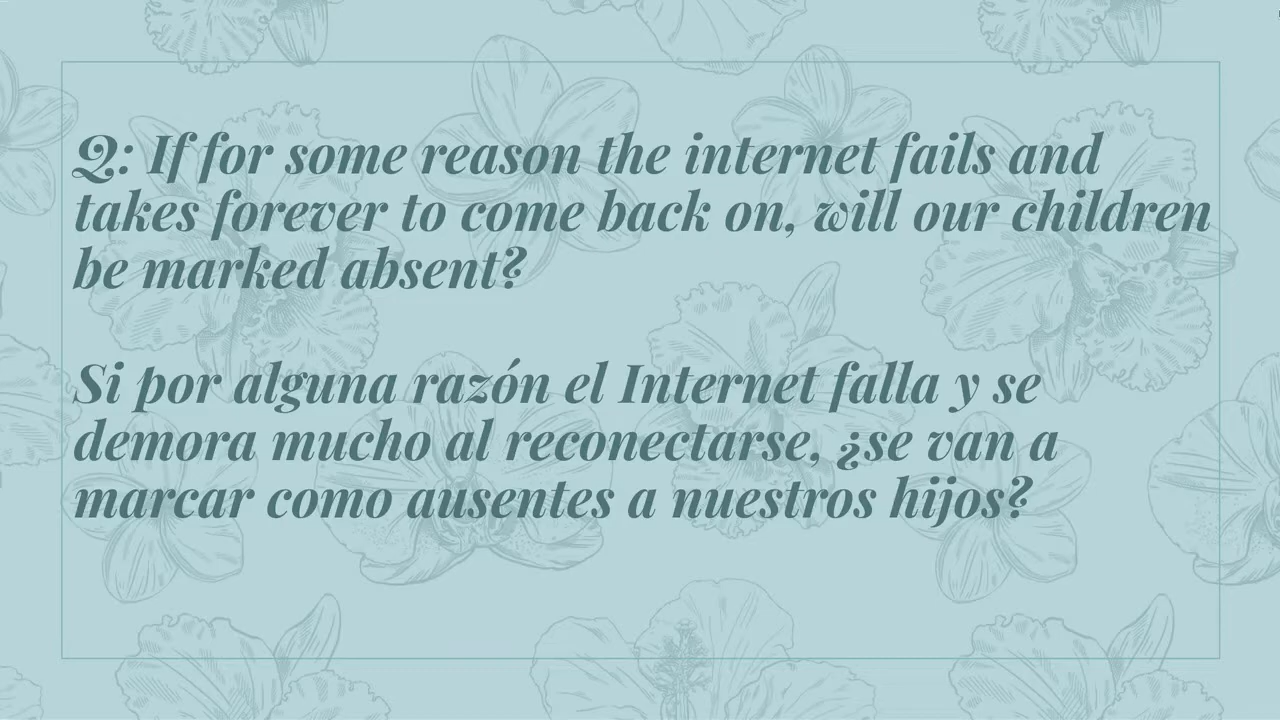 Q: If for some reason the internet fails and
takes forever to come back on, will our children
be marked absent?
Si por alguna razón el Internet falla y se
demora mucho al reconectarse, ¿se van a
marcar como ausentes a nuestros hijos?